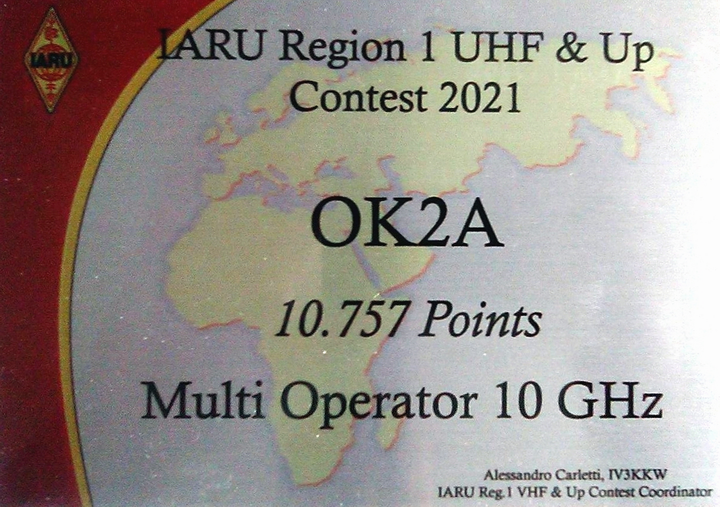 IARU
IARU Region 1 UHF & Up
Contest 2021
OK2A
10.757 Points
Multi Operator 10 GHz
Alessandro Carletti, IV3KKW
IARU Reg.1 VHF & Up Contest Coordinator